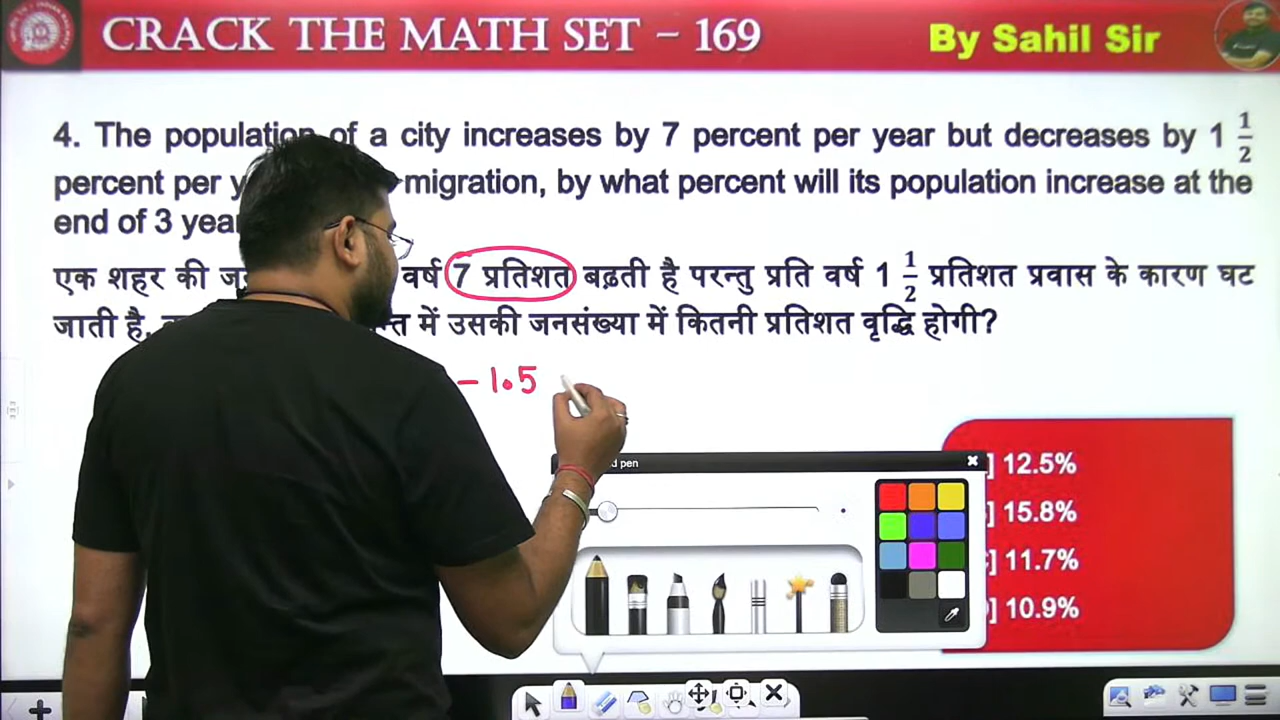 CRACK THE MATH SET – 169
By Sahil Sir
4. The population of a city increases by 7 percent per year but decreases by 1 1/2
percent per migration, by what percent will its population increase at the
end of 3
एक शहर की वर्ष 7 प्रतिशत बढ़ती है परन्तु प्रति वर्ष 1 1/2 प्रतिशत प्रवास के कारण घट
जाती है. में उसकी जनसंख्या में कितनी प्रतिशत वृद्धि होगी?
– 1.5
pen
12.5%
15.8%
11.7%
10.9%